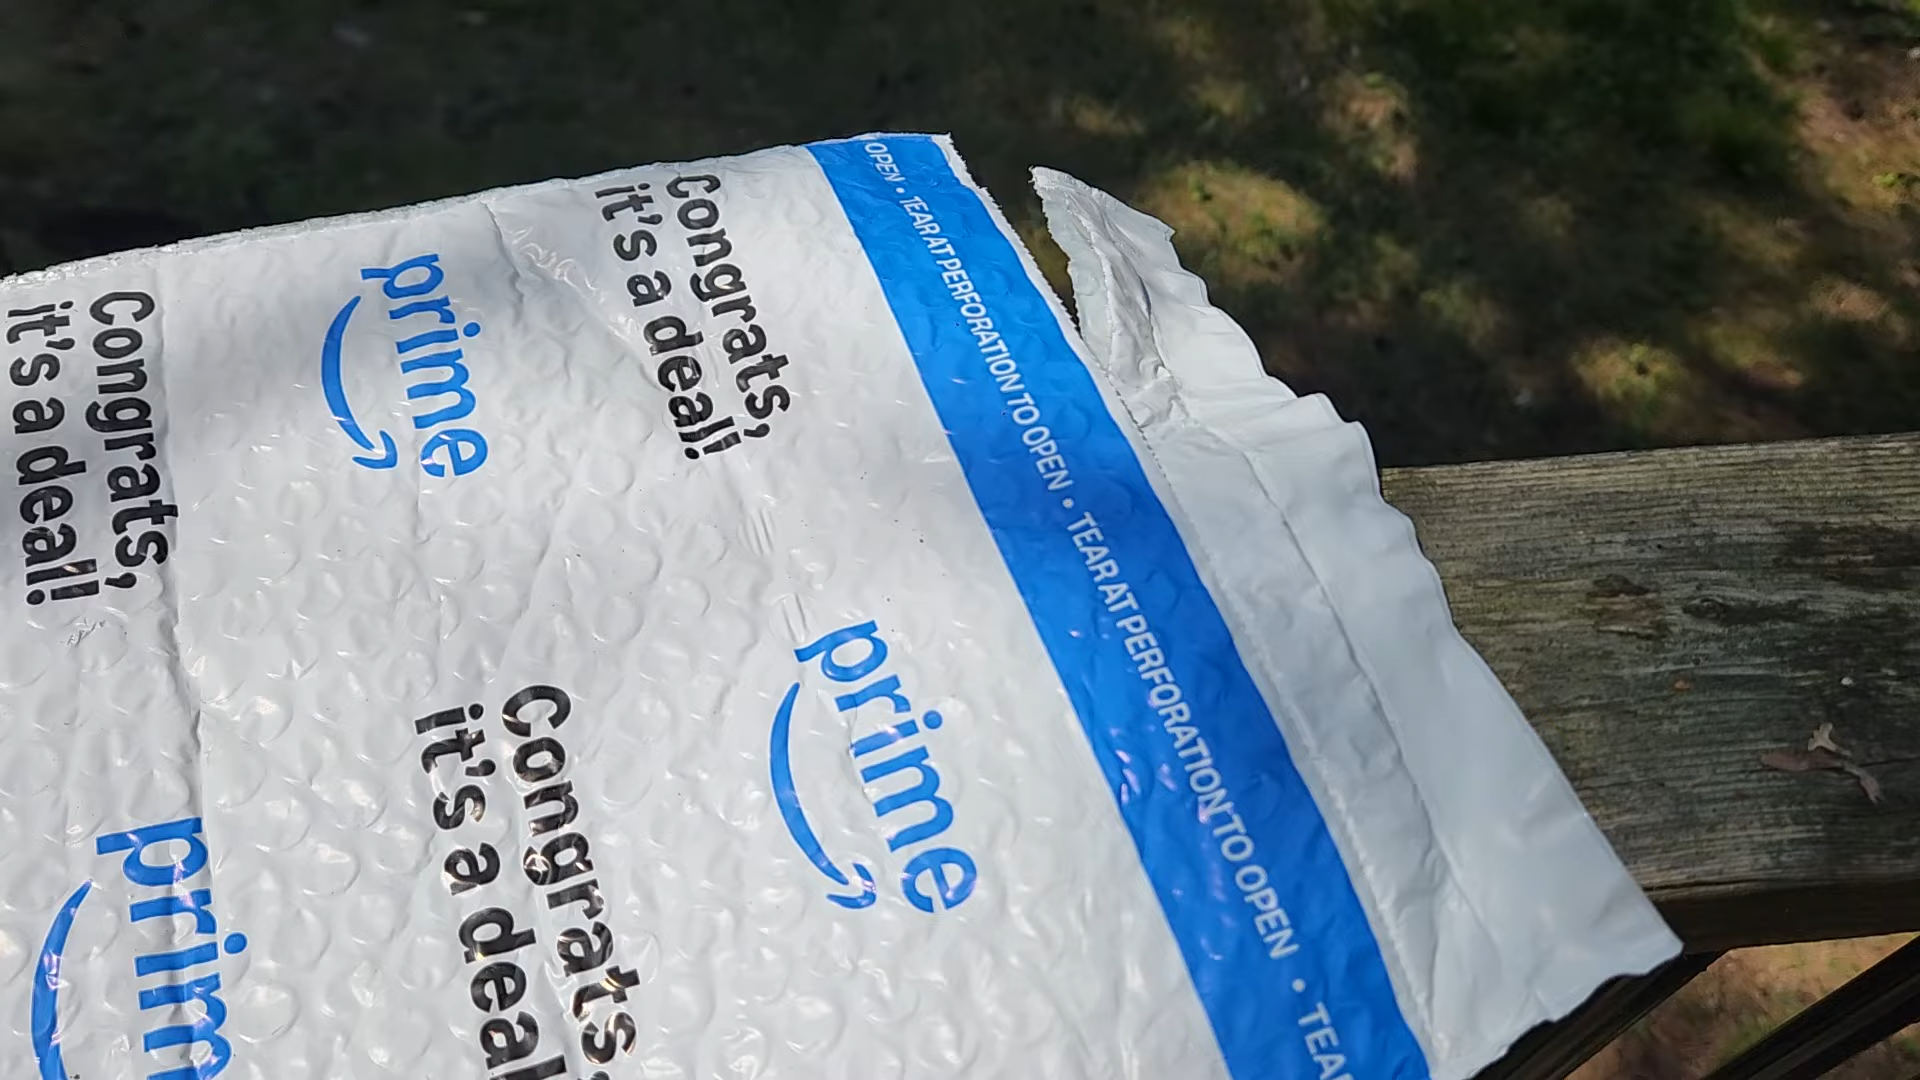 Congrats,
it's a deal!
prime
Congrats,
it's a deal!
OPEN • TEAR AT PERFORATION TO OPEN • TEAR AT PERFORATION TO OPEN • TEAR
prime
Congrats,
it's a deal
prime